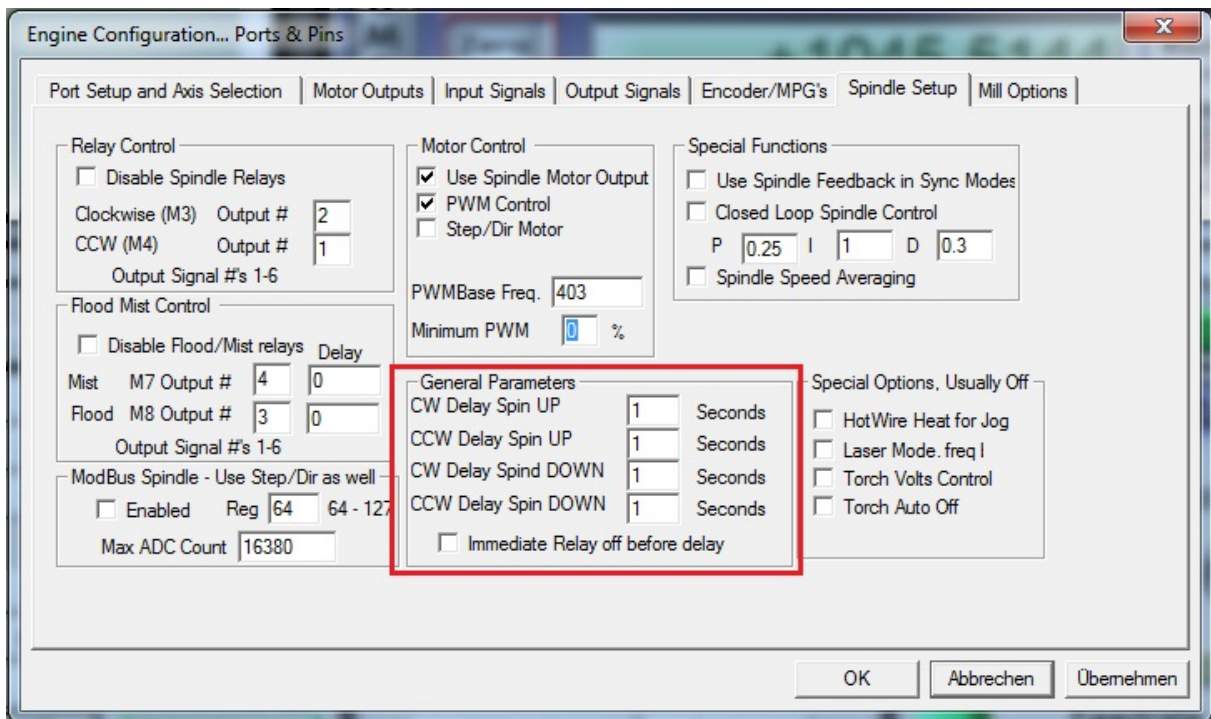 Engine Configuration... Ports & Pins
Port Setup and Axis Selection
Motor Outputs
Input Signals
Output Signals
Encoder/MPG's
Spindle Setup
Mill Options
Relay Control
Disable Spindle Relays
Clockwise (M3) Output # 2
CCW (M4) Output # 1
Output Signal #'s 1-6
Flood Mist Control
Disable Flood/Mist relays Delay
Mist M7 Output # 4 0
Flood M8 Output # 3 0
Output Signal #'s 1-6
ModBus Spindle - Use Step/Dir as well
Enabled Reg 64 64 - 127
Max ADC Count 16380
Motor Control
Use Spindle Motor Output
PWM Control
Step/Dir Motor
PWMBase Freq. 403
Minimum PWM 0 %
General Parameters
CW Delay Spin UP 1 Seconds
CCW Delay Spin UP 1 Seconds
CW Delay Spind DOWN 1 Seconds
CCW Delay Spin DOWN 1 Seconds
Immediate Relay off before delay
Special Functions
Use Spindle Feedback in Sync Modes
Closed Loop Spindle Control
P 0.25 I 1 D 0.3
Spindle Speed Averaging
Special Options, Usually Off
HotWire Heat for Jog
Laser Mode. freq I
Torch Volts Control
Torch Auto Off
OK
Abbrechen
Übernehmen